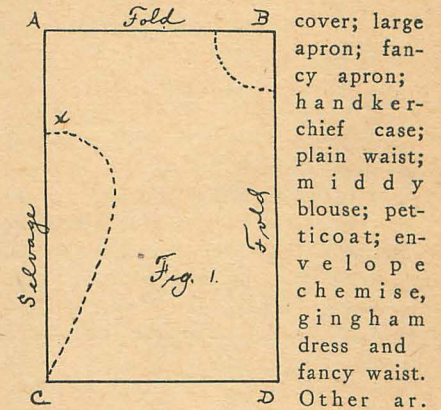 A Fold B
x
Selvage
Fold
Fig. 1.
C D
cover; large
apron; fan-
cy apron;
handker-
chief case;
plain waist;
middy
blouse; pet-
ticoat; en-
velope
chemise,
gingham
dress and
fancy waist.
Other ar.